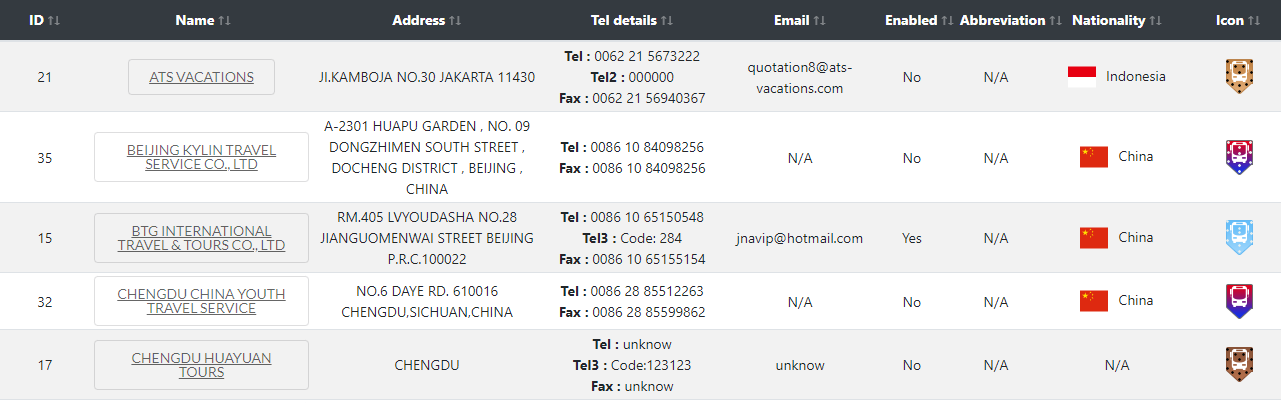 ID Name Address Tel details Email Enabled Abbreviation Nationality Icon
21 ATS VACATIONS JI.KAMBOJA NO.30 JAKARTA 11430
Tel : 0062 21 5673222
Tel2 : 000000
Fax : 0062 21 56940367
quotation8@ats-
vacations.com
No N/A Indonesia
35
BEIJING KYLIN TRAVEL
SERVICE CO., LTD
A-2301 HUAPU GARDEN , NO. 09
DONGZHIMEN SOUTH STREET ,
DOCHENG DISTRICT , BEIJING ,
CHINA
Tel : 0086 10 84098256
Fax : 0086 10 84098256
N/A No China
15
BTG INTERNATIONAL
TRAVEL & TOURS CO., LTD
RM.405 LVYOUDASHA NO.28
JIANGUOMENWAI STREET BEIJING
P.R.C.100022
Tel : 0086 10 65150548
Tel3 : Code: 284
Fax : 0086 10 65155154
jnavip@hotmail.com Yes N/A China
32
CHENGDU CHINA YOUTH
TRAVEL SERVICE
NO.6 DAYE RD. 610016
CHENGDU,SICHUAN,CHINA
Tel : 0086 28 85512263
Fax : 0086 28 85599862
N/A No N/A China
17
CHENGDU HUAYUAN
TOURS
CHENGDU
Tel : unknow
Tel3 : Code:123123
Fax : unknow
unknow No N/A N/A